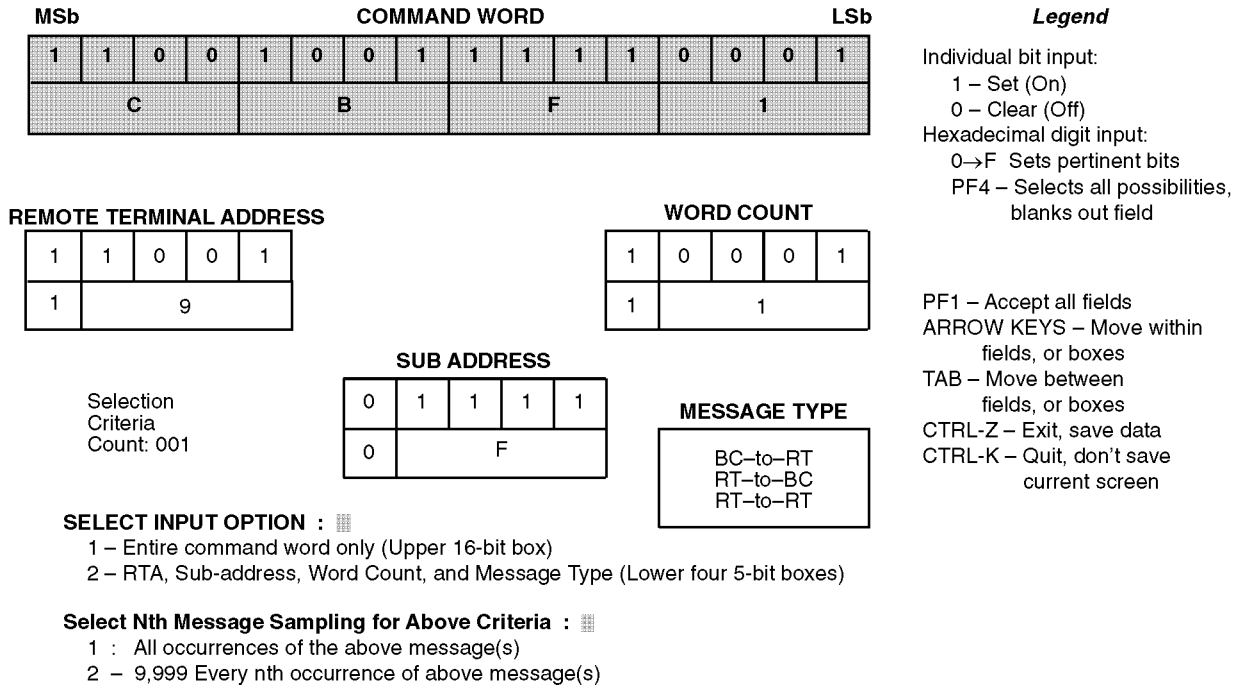 MSb COMMAND WORD LSb
1 1 0 0 1 0 0 1 1 1 1 1 0 0 0 1
C B F 1
REMOTE TERMINAL ADDRESS
1 1 0 0 1
1 9
WORD COUNT
1 0 0 0 1
1 1
SUB ADDRESS
0 1 1 1 1
0 F
Selection
Criteria
Count: 001
MESSAGE TYPE
BC–to–RT
RT–to–BC
RT–to–RT
SELECT INPUT OPTION :
1 – Entire command word only (Upper 16-bit box)
2 – RTA, Sub-address, Word Count, and Message Type (Lower four 5-bit boxes)
Select Nth Message Sampling for Above Criteria :
1 : All occurrences of the above message(s)
2 – 9,999 Every nth occurrence of above message(s)
Legend
Individual bit input:
1 – Set (On)
0 – Clear (Off)
Hexadecimal digit input:
0→F Sets pertinent bits
PF4 – Selects all possibilities,
blanks out field
PF1 – Accept all fields
ARROW KEYS – Move within
fields, or boxes
TAB – Move between
fields, or boxes
CTRL-Z – Exit, save data
CTRL-K – Quit, don't save
current screen